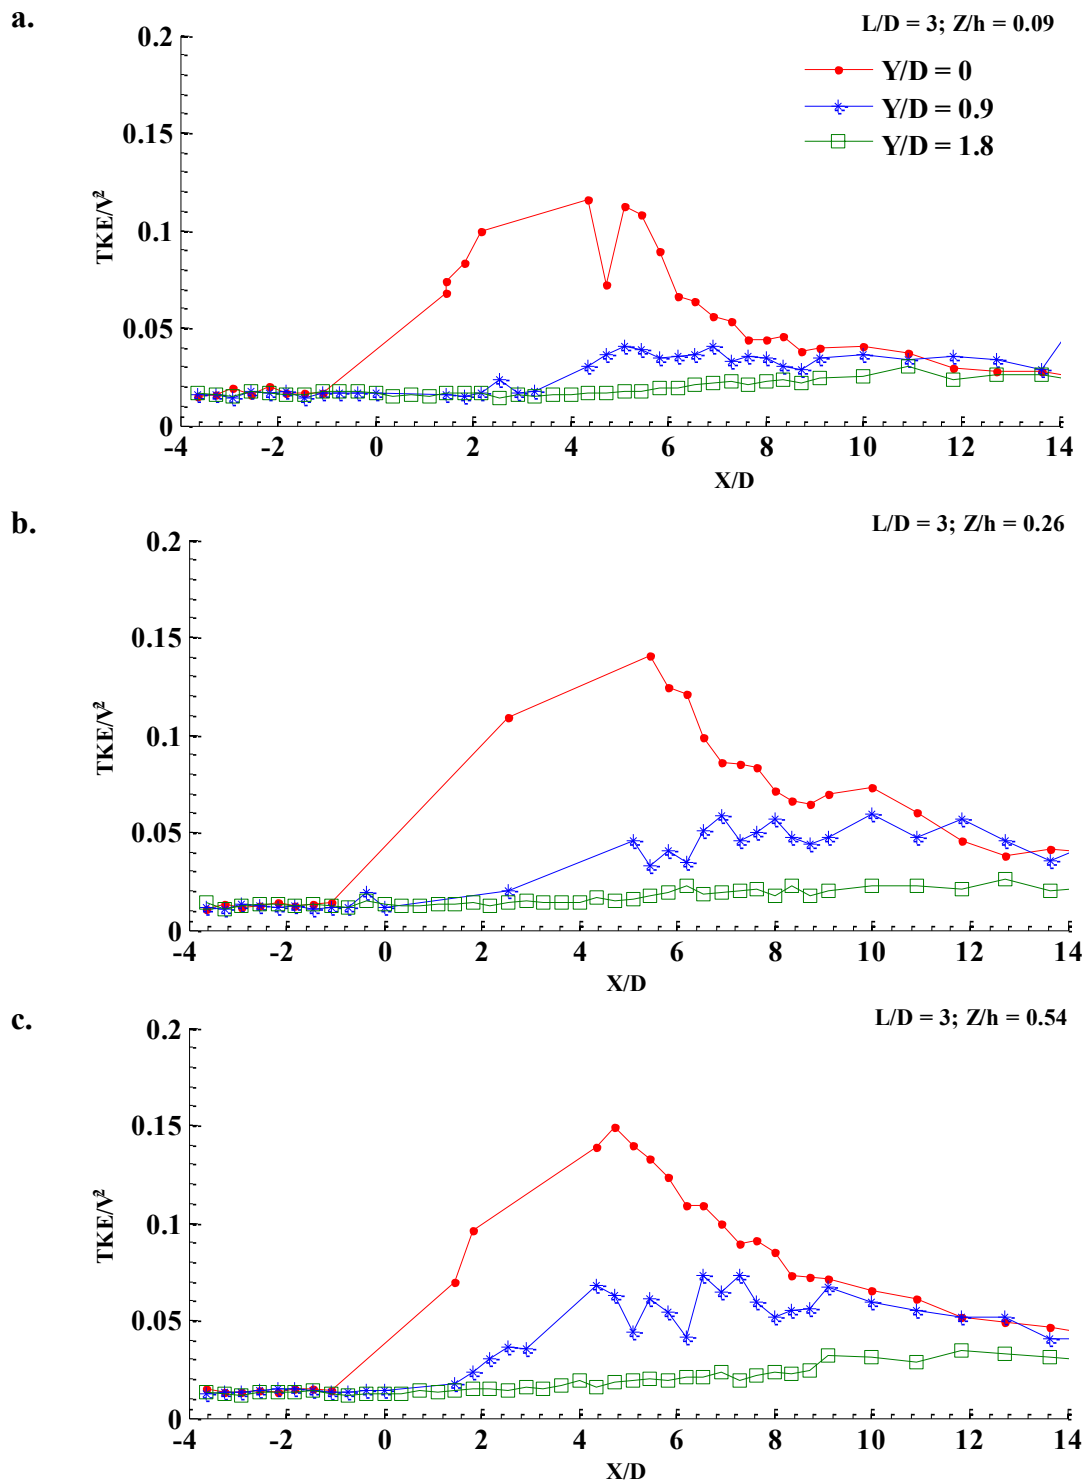 a.
L/D = 3; Z/h = 0.09
Y/D = 0
Y/D = 0.9
Y/D = 1.8
0.2
0.15
0.1
0.05
0
TKE/V²
-4 -2 0 2 4 6 8 10 12 14
X/D
b.
L/D = 3; Z/h = 0.26
0.2
0.15
0.1
0.05
0
TKE/V²
-4 -2 0 2 4 6 8 10 12 14
X/D
c.
L/D = 3; Z/h = 0.54
0.2
0.15
0.1
0.05
0
TKE/V²
-4 -2 0 2 4 6 8 10 12 14
X/D